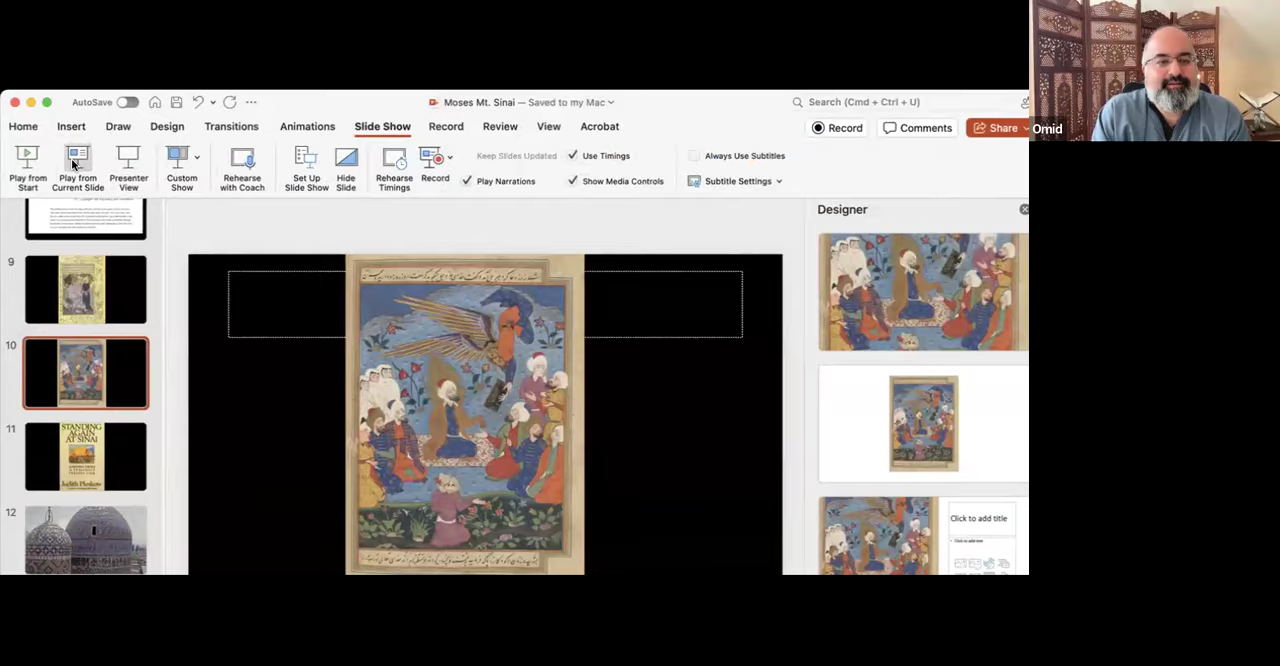 AutoSave
Moses Mt. Sinai — Saved to my Mac
Search (Cmd + Ctrl + U)
Home
Insert
Draw
Design
Transitions
Animations
Slide Show
Record
Review
View
Acrobat
Record
Comments
Share
Omid
Play from
Start
Play from
Current Slide
Presenter
View
Custom
Show
Rehearse
with Coach
Set Up
Slide Show
Hide
Slide
Rehearse
Timings
Record
Keep Slides Updated
Use Timings
Play Narrations
Show Media Controls
Always Use Subtitles
Subtitle Settings
Designer
9
10
11
STANDING
AGAIN
AT SINAI
Judith Plaskow
12
Click to add title
Click to add text